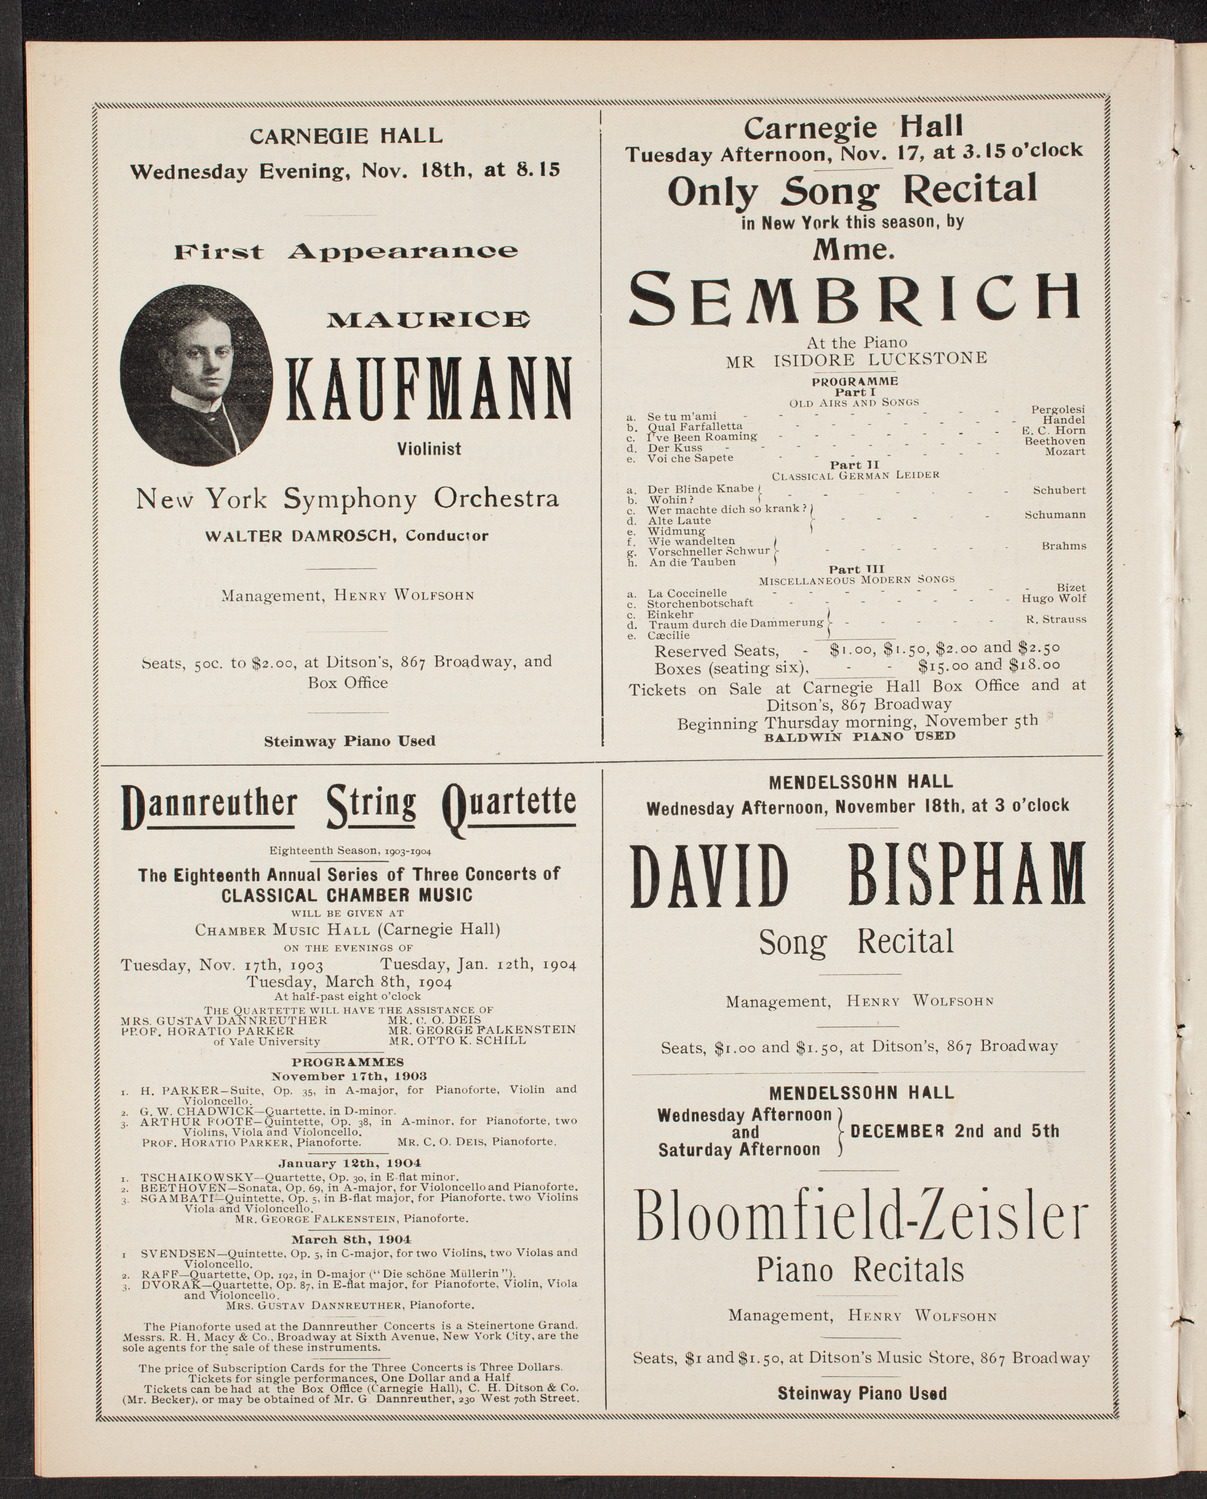 CARNEGIE HALL
Wednesday Evening, Nov. 18th, at 8.15
First Appearance
MAURICE
KAUFMANN
Violinist
New York Symphony Orchestra
WALTER DAMROSCH, Conductor
Management, HENRY WOLFSOHN
Seats, 50c. to $2.00, at Ditson's, 867 Broadway, and
Box Office
Steinway Piano Used
Carnegie Hall
Tuesday Afternoon, Nov. 17, at 3.15 o'clock
Only Song Recital
in New York this season, by
Mme.
SEMBRICH
At the Piano
MR ISIDORE LUCKSTONE
PROGRAMME
Part I
OLD AIRS AND SONGS
a. Se tu m'ami - - - - - - - - Pergolesi
b. Qual Farfalletta - - - - - - - Handel
c. I've Been Roaming - - - - - - - E. C. Horn
d. Der Kuss - - - - - - - - Beethoven
e. Voi che Sapete - - - - - - - Mozart
Part II
CLASSICAL GERMAN LEIDER
a. Der Blinde Knabe }
b. Wohin? } - - - - - - - Schubert
c. Wer machte dich so krank? }
d. Alte Laute } - - - - - Schumann
e. Widmung }
f. Wie wandelten }
g. Vorschneller Schwur } - - - - - Brahms
h. An die Tauben }
Part III
MISCELLANEOUS MODERN SONGS
a. La Coccinelle - - - - - - - Bizet
c. Storchenbotschaft - - - - - - - Hugo Wolf
c. Einkehr }
d. Traum durch die Dammerung } - - - - - R. Strauss
e. Cæcilie }
Reserved Seats, - $1.00, $1.50, $2.00 and $2.50
Boxes (seating six), - - $15.00 and $18.00
Tickets on Sale at Carnegie Hall Box Office and at
Ditson's, 867 Broadway
Beginning Thursday morning, November 5th
BALDWIN PIANO USED
Dannreuther String Quartette
Eighteenth Season, 1903-1904
The Eighteenth Annual Series of Three Concerts of
CLASSICAL CHAMBER MUSIC
WILL BE GIVEN AT
CHAMBER MUSIC HALL (Carnegie Hall)
ON THE EVENINGS OF
Tuesday, Nov. 17th, 1903 Tuesday, Jan. 12th, 1904
Tuesday, March 8th, 1904
At half-past eight o'clock
THE QUARTETTE WILL HAVE THE ASSISTANCE OF
MRS. GUSTAV DANNREUTHER MR. C. O. DEIS
PROF. HORATIO PARKER MR. GEORGE FALKENSTEIN
of Yale University MR. OTTO K. SCHILL
PROGRAMMES
November 17th, 1903
1. H. PARKER—Suite, Op. 35, in A-major, for Pianoforte, Violin and
Violoncello.
2. G. W. CHADWICK—Quartette, in D-minor.
3. ARTHUR FOOTE—Quintette, Op. 38, in A-minor, for Pianoforte, two
Violins, Viola and Violoncello.
PROF. HORATIO PARKER, Pianoforte. MR. C. O. DEIS, Pianoforte.
January 12th, 1904
1. TSCHAIKOWSKY—Quartette, Op. 30, in E-flat minor.
2. BEETHOVEN—Sonata, Op. 69, in A-major, for Violoncello and Pianoforte.
3. SGAMBATI—Quintette, Op. 5, in B-flat major, for Pianoforte, two Violins
Viola and Violoncello.
MR. GEORGE FALKENSTEIN, Pianoforte.
March 8th, 1904
1 SVENDSEN—Quintette, Op. 5, in C-major, for two Violins, two Violas and
Violoncello.
2. RAFF—Quartette, Op. 192, in D-major ("Die schöne Müllerin").
3. DVORAK—Quartette, Op. 87, in E-flat major, for Pianoforte, Violin, Viola
and Violoncello.
MRS. GUSTAV DANNREUTHER, Pianoforte.
The Pianoforte used at the Dannreuther Concerts is a Steinertone Grand.
Messrs. R. H. Macy & Co., Broadway at Sixth Avenue, New York City, are the
sole agents for the sale of these instruments.
The price of Subscription Cards for the Three Concerts is Three Dollars.
Tickets for single performances, One Dollar and a Half
Tickets can be had at the Box Office (Carnegie Hall), C. H. Ditson & Co.
(Mr. Becker), or may be obtained of Mr. G Dannreuther, 230 West 70th Street.
MENDELSSOHN HALL
Wednesday Afternoon, November 18th, at 3 o'clock
DAVID BISPHAM
Song Recital
Management, HENRY WOLFSOHN
Seats, $1.00 and $1.50, at Ditson's, 867 Broadway
MENDELSSOHN HALL
Wednesday Afternoon
and
Saturday Afternoon
} DECEMBER 2nd and 5th
Bloomfield-Zeisler
Piano Recitals
Management, HENRY WOLFSOHN
Seats, $1 and $1.50, at Ditson's Music Store, 867 Broadway
Steinway Piano Used